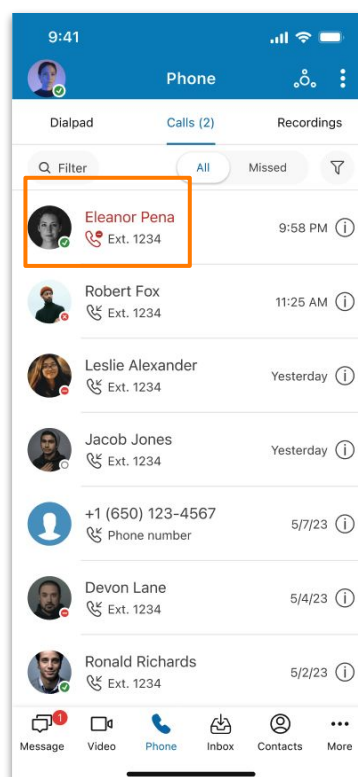 9:41
Phone
Dialpad Calls (2) Recordings
Filter All Missed
Eleanor Pena
Ext. 1234 9:58 PM
Robert Fox
Ext. 1234 11:25 AM
Leslie Alexander
Ext. 1234 Yesterday
Jacob Jones
Ext. 1234 Yesterday
+1 (650) 123-4567
Phone number 5/7/23
Devon Lane
Ext. 1234 5/4/23
Ronald Richards
Ext. 1234 5/2/23
1
Message Video Phone Inbox Contacts More